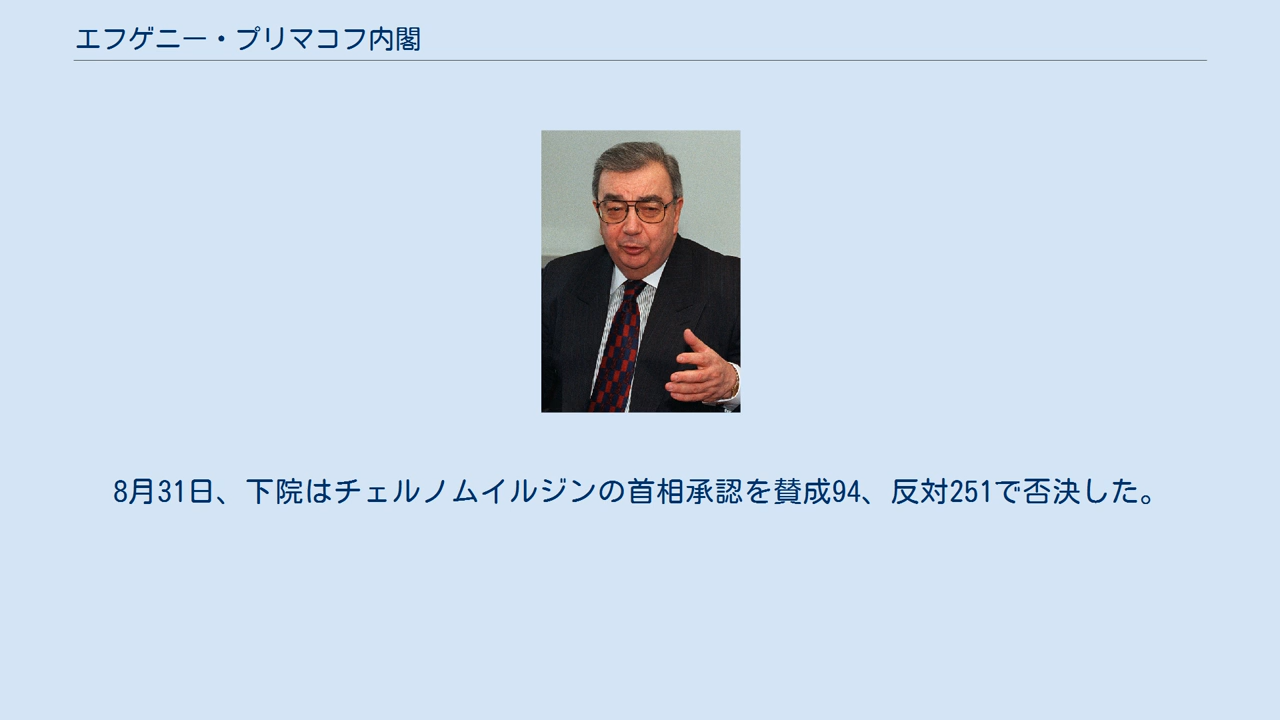 エフゲニー・プリマコフ内閣
8月31日、下院はチェルノムイルジンの首相承認を賛成94、反対251で否決した。